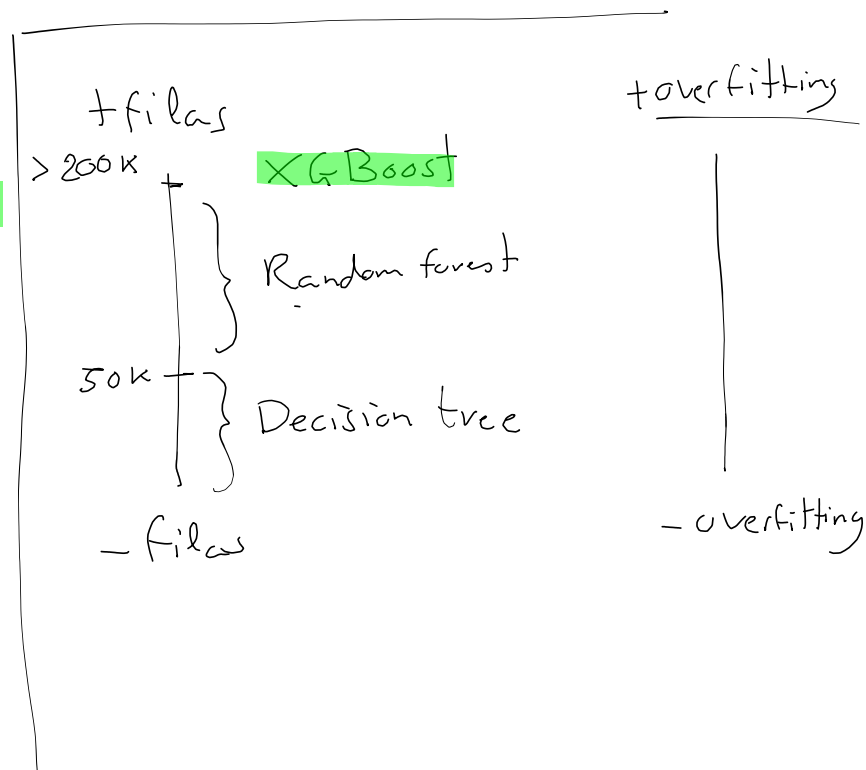 +filas
+overfitting
>200K
XGBoost
Random forest
50K
Decision tree
-filas
-overfitting